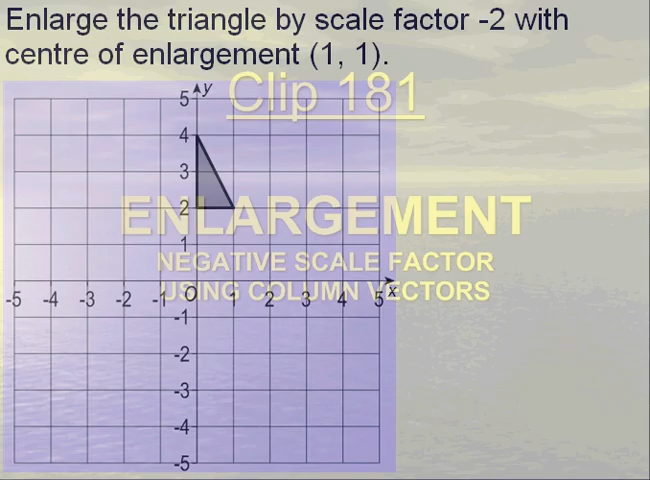 Enlarge the triangle by scale factor -2 with
centre of enlargement (1, 1).
Clip 181
5 y
4
3
ENLARGEMENT
2
1
NEGATIVE SCALE FACTOR
USING COLUMN VECTORS
-5 -4 -3 -2 -1 O 1 2 3 4 5 x
-1
-2
-3
-4
-5